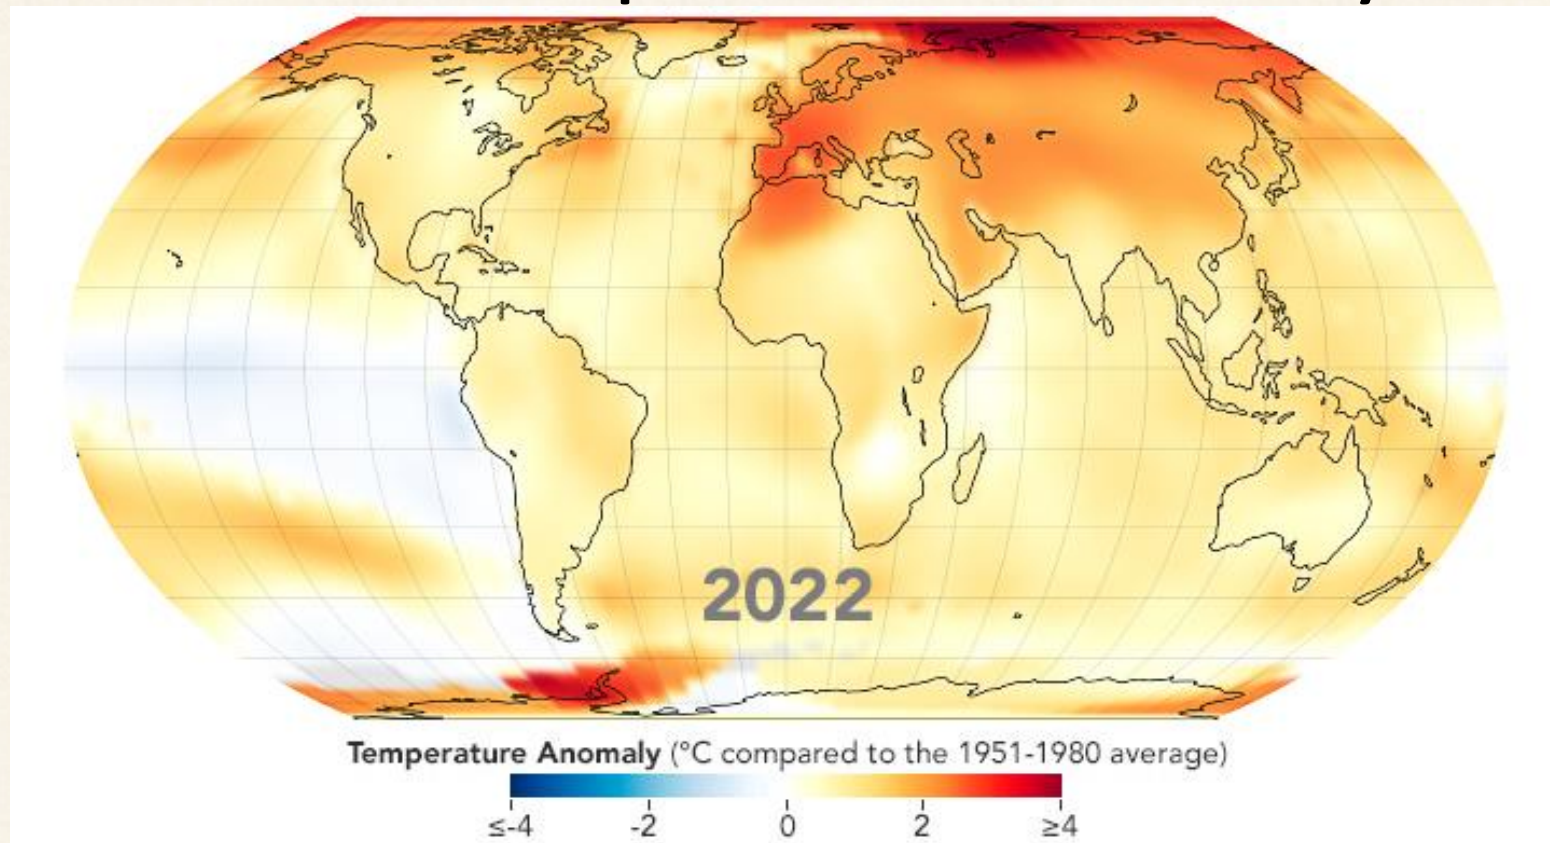 2022
Temperature Anomaly (°C compared to the 1951-1980 average)
≤-4 -2 0 2 ≥4